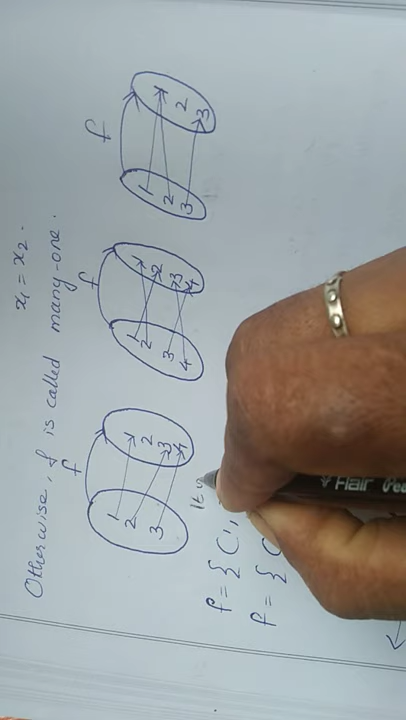 x₁ = x₂.
Otherwise, f is called many-one.
f f f
1 2 3 1 2 3 4
1 2 3 4 1 2 3 4
1 2 3 1 2 3
f = { (1,
f = { (
Flair